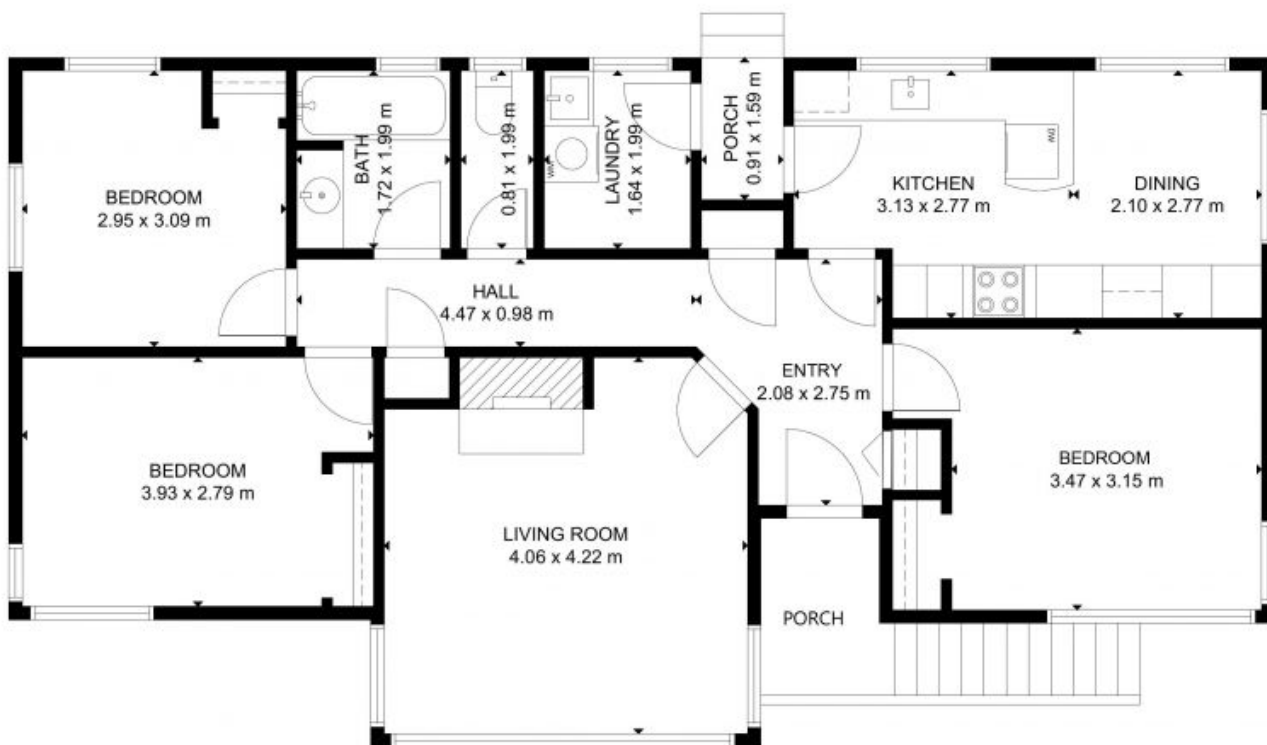 BEDROOM
2.95 x 3.09 m
BATH
1.72 x 1.99 m
0.81 x 1.99 m
LAUNDRY
1.64 x 1.99 m
WM
PORCH
0.91 x 1.59 m
KITCHEN
3.13 x 2.77 m
DW
DINING
2.10 x 2.77 m
HALL
4.47 x 0.98 m
ENTRY
2.08 x 2.75 m
BEDROOM
3.93 x 2.79 m
LIVING ROOM
4.06 x 4.22 m
BEDROOM
3.47 x 3.15 m
PORCH